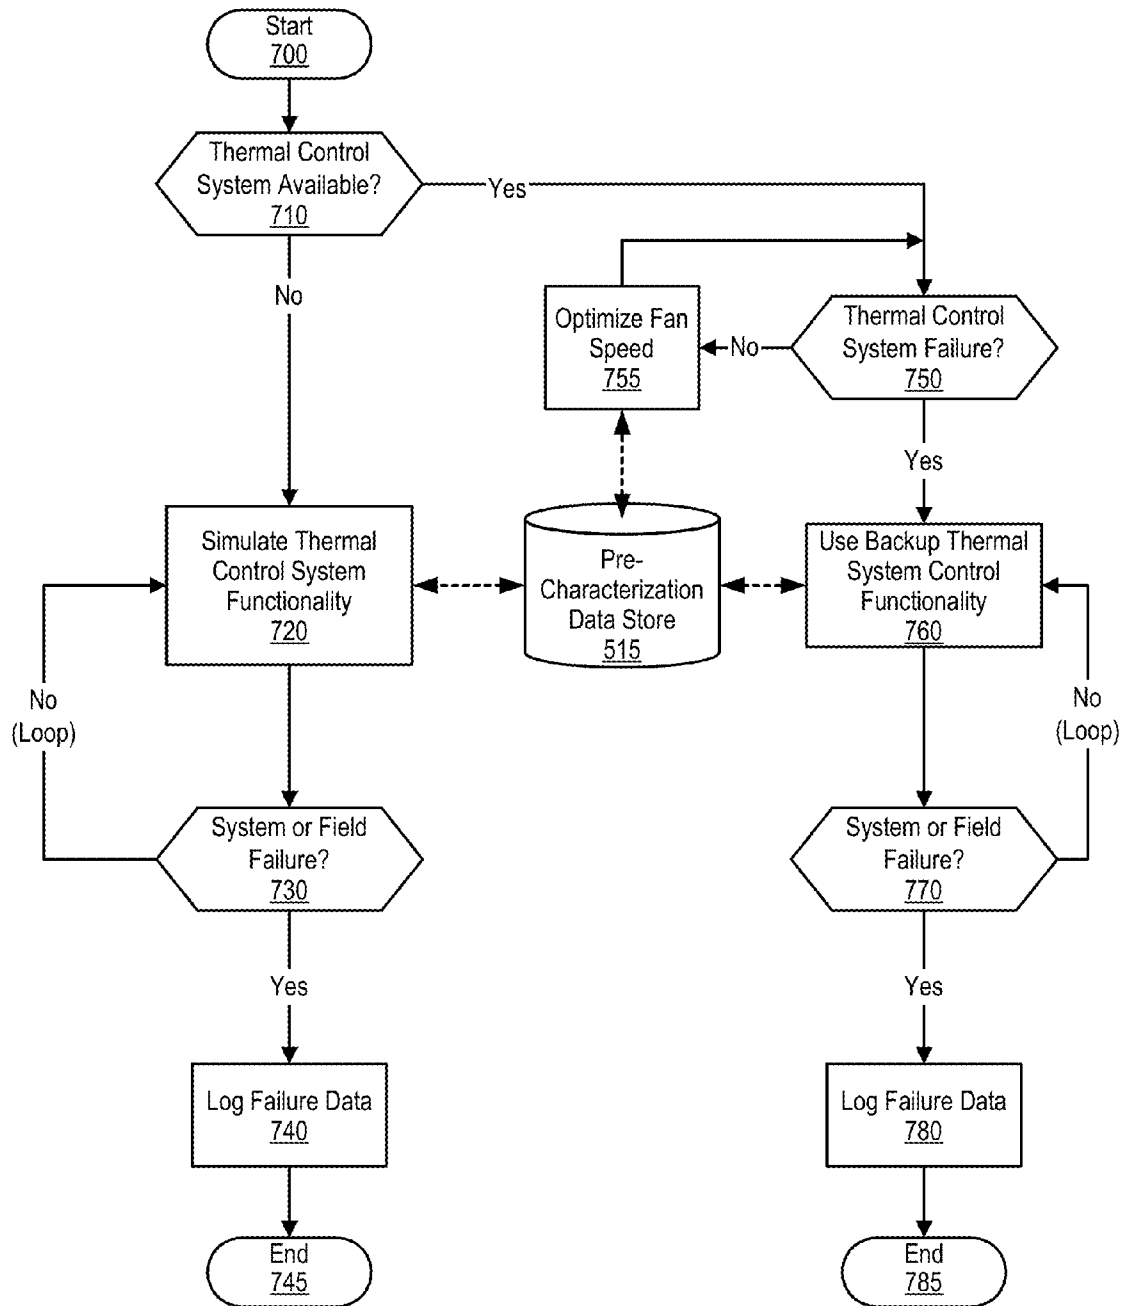 Start
700
Thermal Control
System Available?
710
Yes
No
Optimize Fan
Speed
755
No
Thermal Control
System Failure?
750
Yes
Simulate Thermal
Control System
Functionality
720
Pre-
Characterization
Data Store
515
Use Backup Thermal
System Control
Functionality
760
No
(Loop)
No
(Loop)
System or Field
Failure?
730
System or Field
Failure?
770
Yes
Yes
Log Failure Data
740
Log Failure Data
780
End
745
End
785